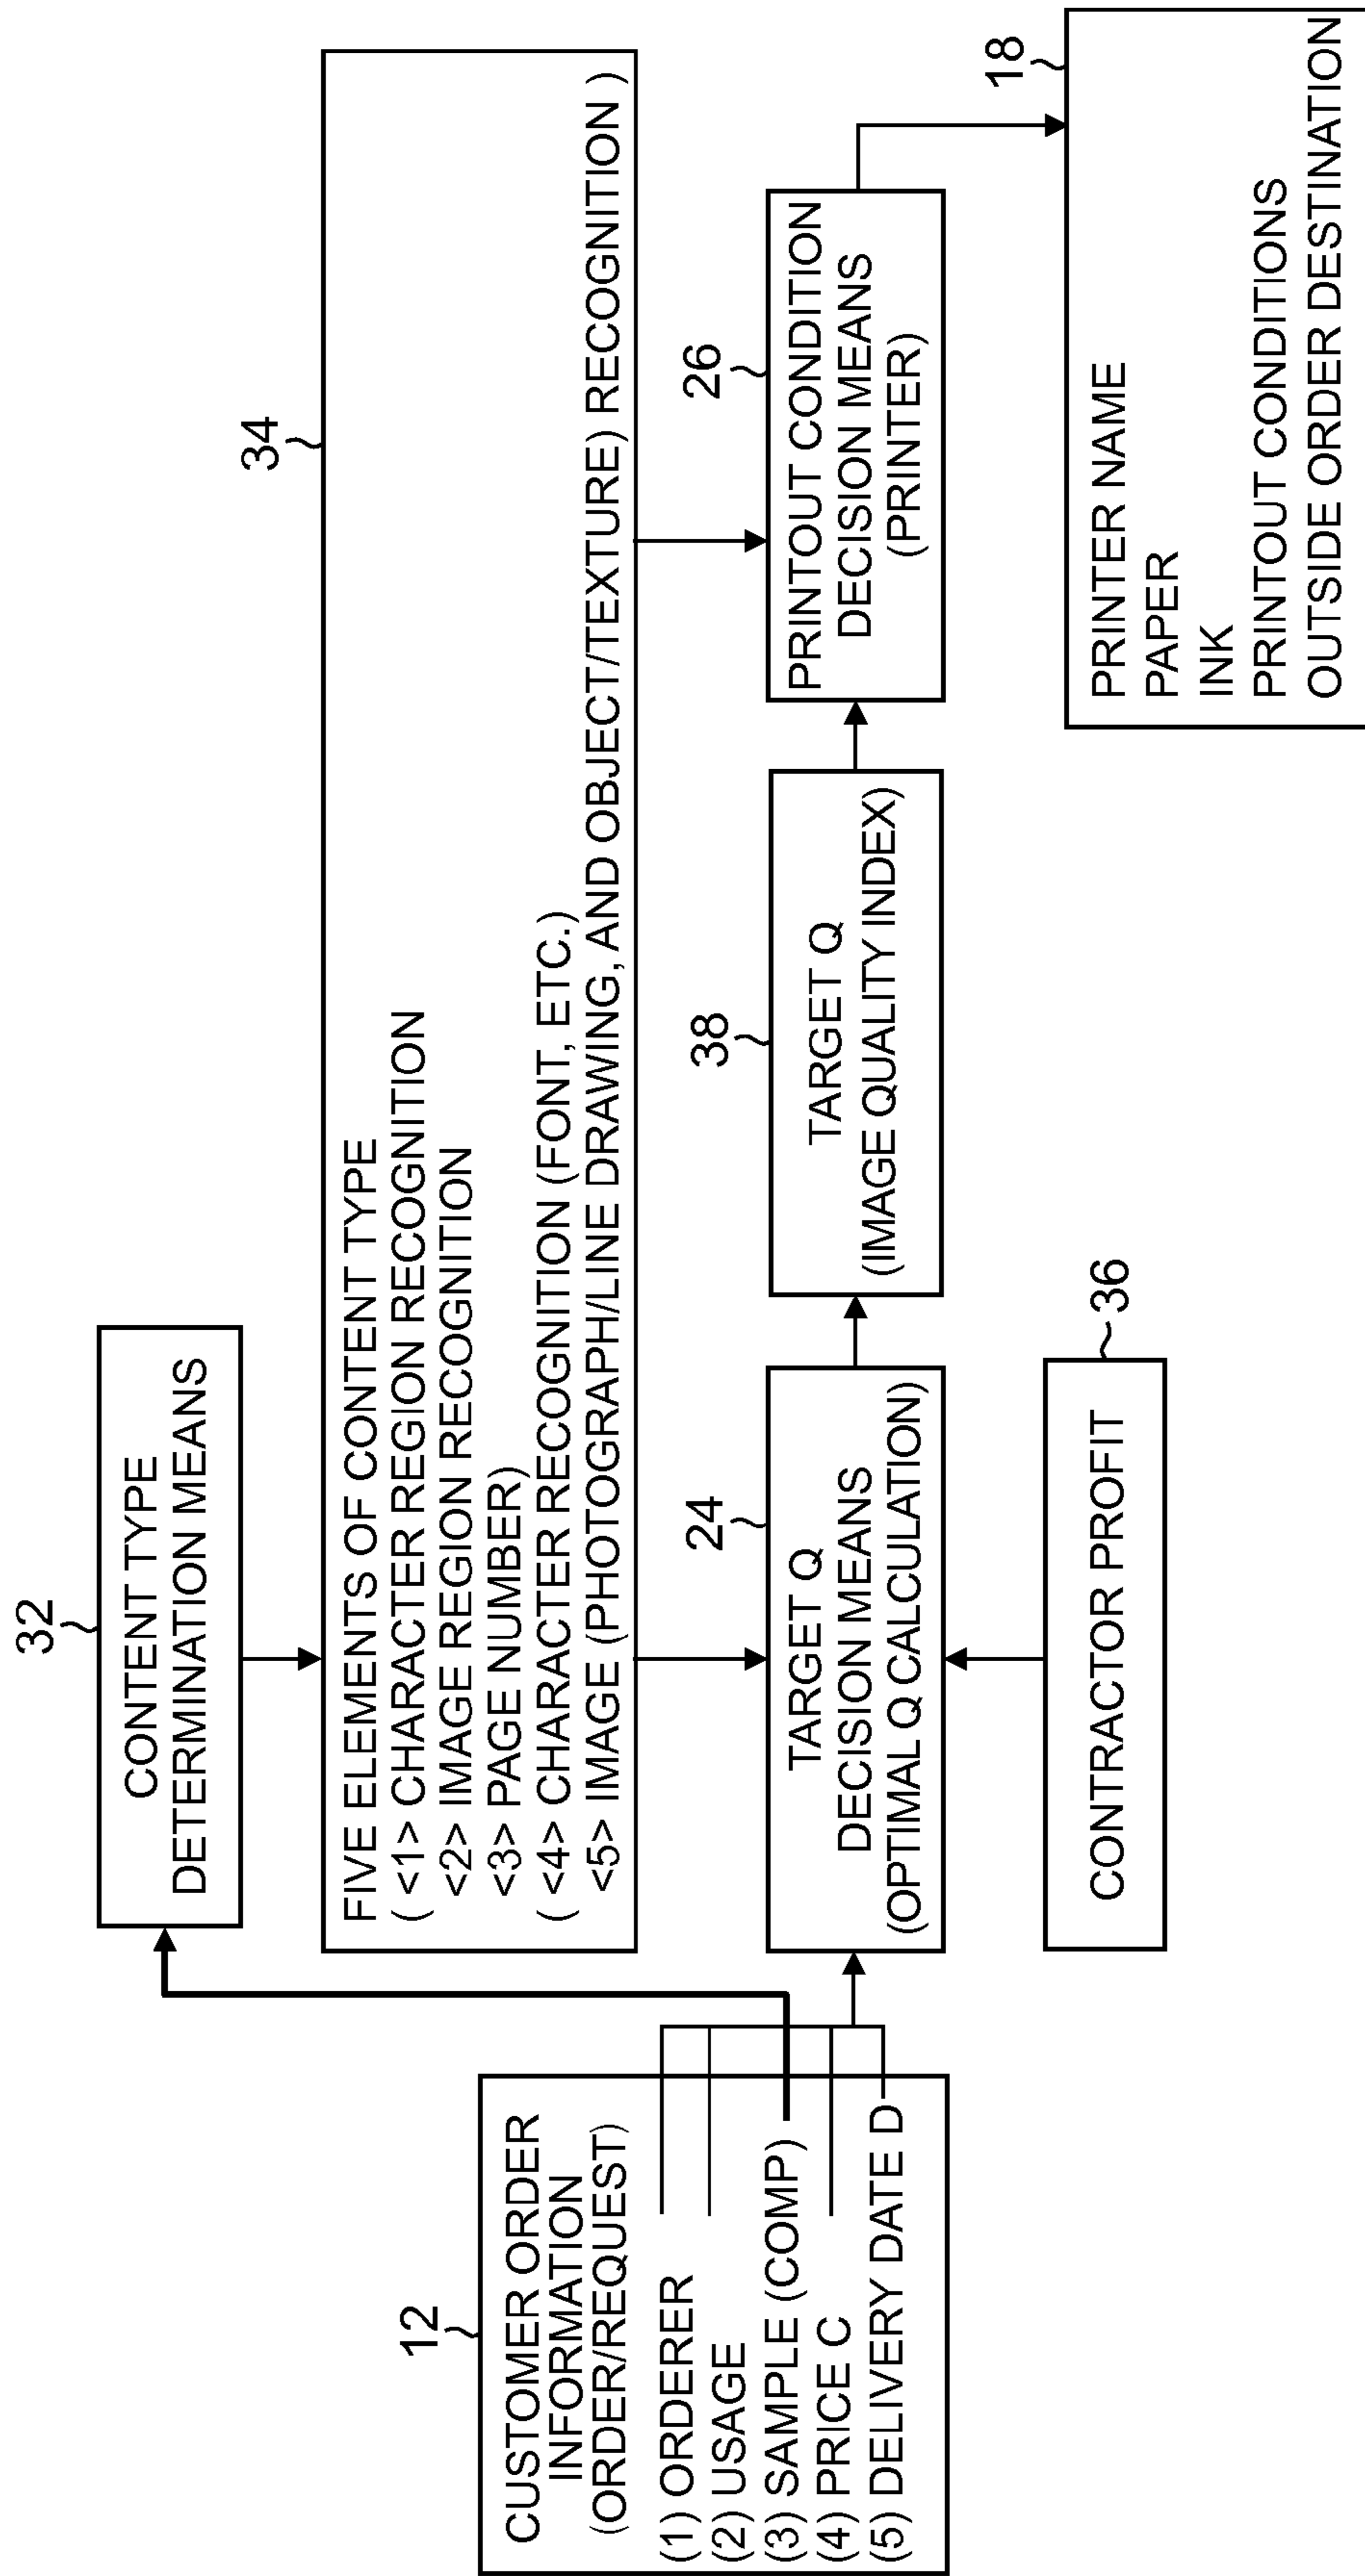 32
CONTENT TYPE
DETERMINATION MEANS
34
FIVE ELEMENTS OF CONTENT TYPE
( <1> CHARACTER REGION RECOGNITION
<2> IMAGE REGION RECOGNITION
<3> PAGE NUMBER)
( <4> CHARACTER RECOGNITION (FONT, ETC.)
<5> IMAGE (PHOTOGRAPH/LINE DRAWING, AND OBJECT/TEXTURE) RECOGNITION )
12
CUSTOMER ORDER
INFORMATION
(ORDER/REQUEST)
(1) ORDERER
(2) USAGE
(3) SAMPLE (COMP)
(4) PRICE C
(5) DELIVERY DATE D
24
TARGET Q
DECISION MEANS
(OPTIMAL Q CALCULATION)
38
TARGET Q
(IMAGE QUALITY INDEX)
26
PRINTOUT CONDITION
DECISION MEANS
(PRINTER)
36
CONTRACTOR PROFIT
18
PRINTER NAME
PAPER
INK
PRINTOUT CONDITIONS
OUTSIDE ORDER DESTINATION